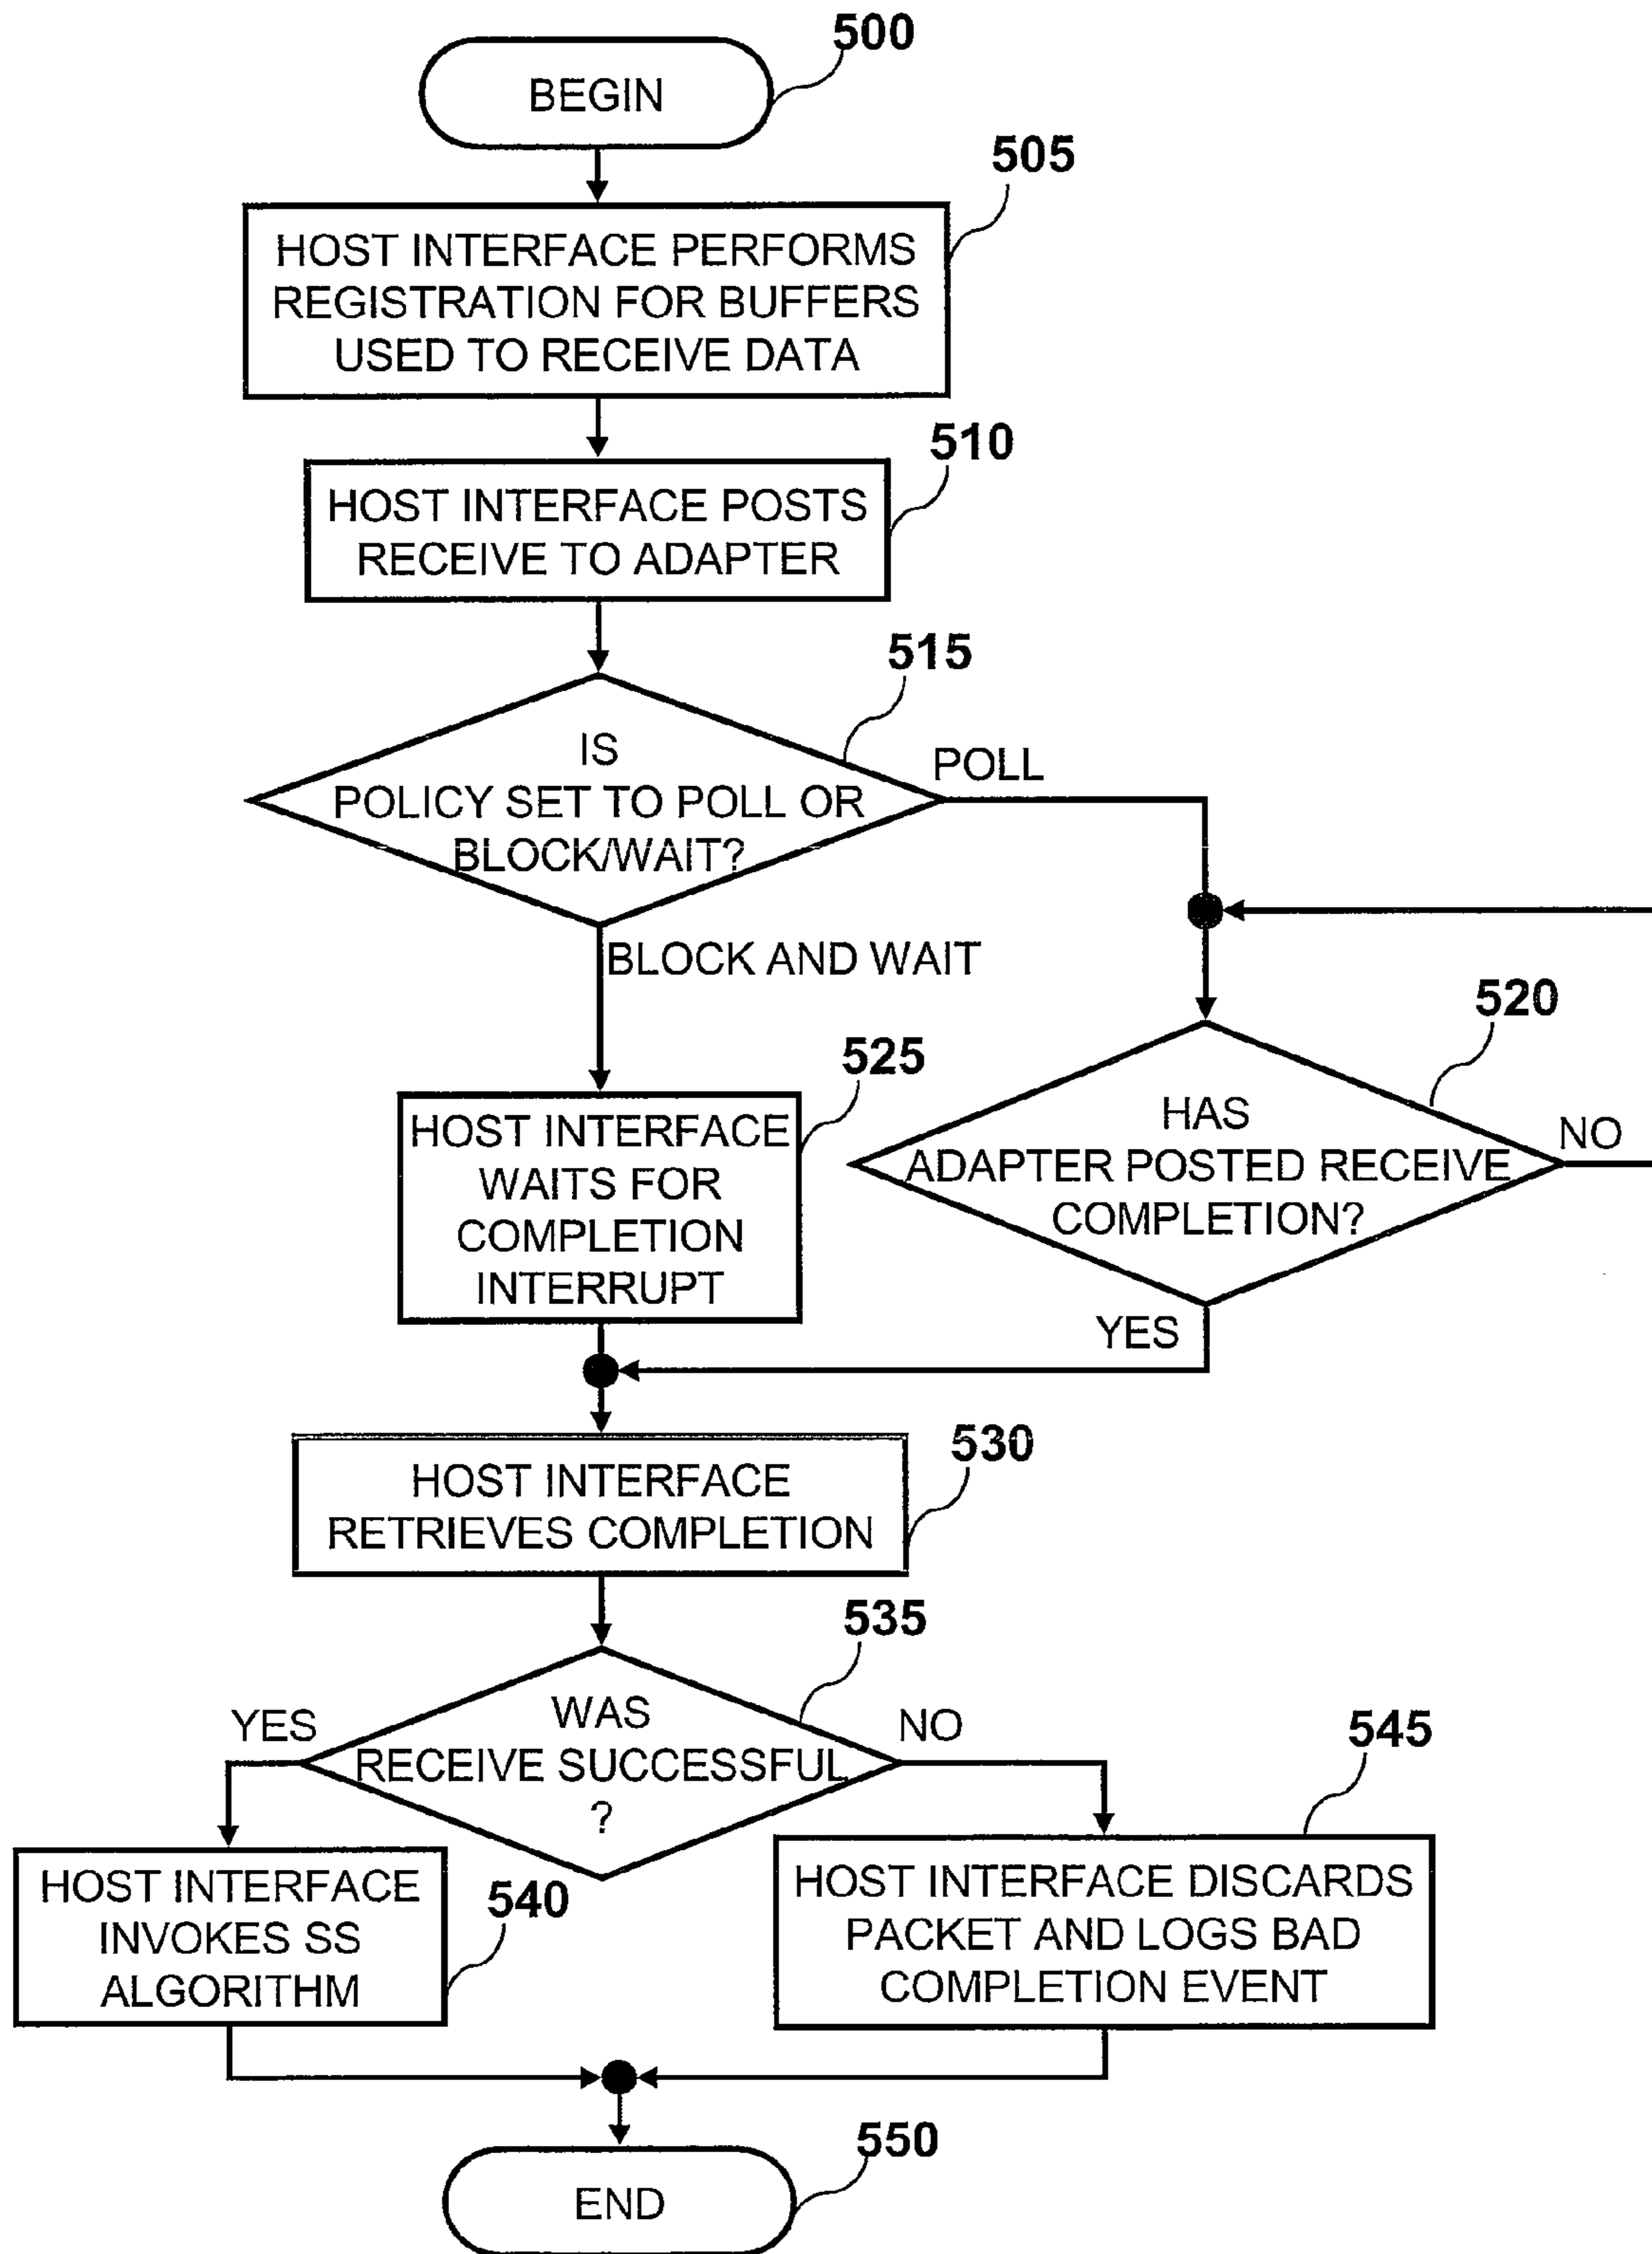 500
BEGIN
505
HOST INTERFACE PERFORMS
REGISTRATION FOR BUFFERS
USED TO RECEIVE DATA
510
HOST INTERFACE POSTS
RECEIVE TO ADAPTER
515
IS
POLICY SET TO POLL OR
BLOCK/WAIT?
POLL
BLOCK AND WAIT
520
HAS
ADAPTER POSTED RECEIVE
COMPLETION?
NO
YES
525
HOST INTERFACE
WAITS FOR
COMPLETION
INTERRUPT
530
HOST INTERFACE
RETRIEVES COMPLETION
535
WAS
RECEIVE SUCCESSFUL
?
YES
NO
540
HOST INTERFACE
INVOKES SS
ALGORITHM
545
HOST INTERFACE DISCARDS
PACKET AND LOGS BAD
COMPLETION EVENT
550
END